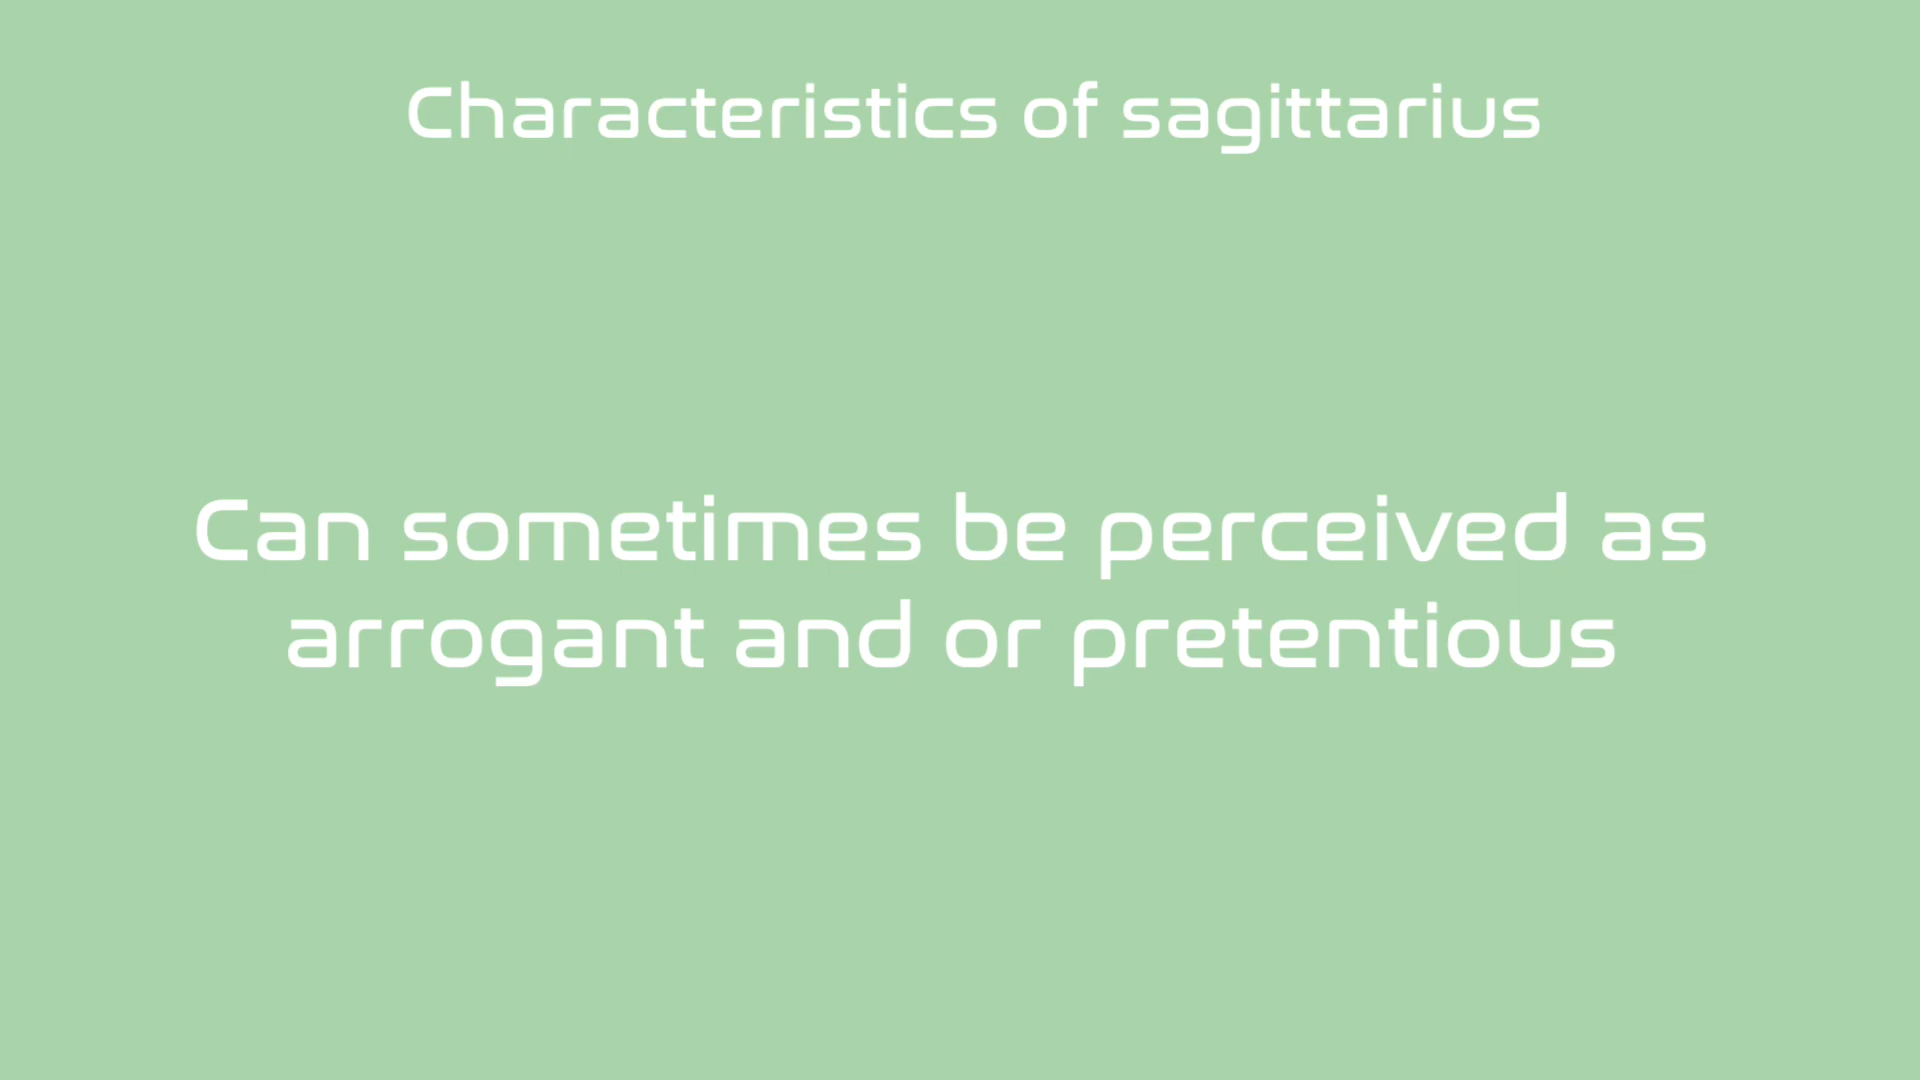 Characteristics of sagittarius
Can sometimes be perceived as
arrogant and or pretentious